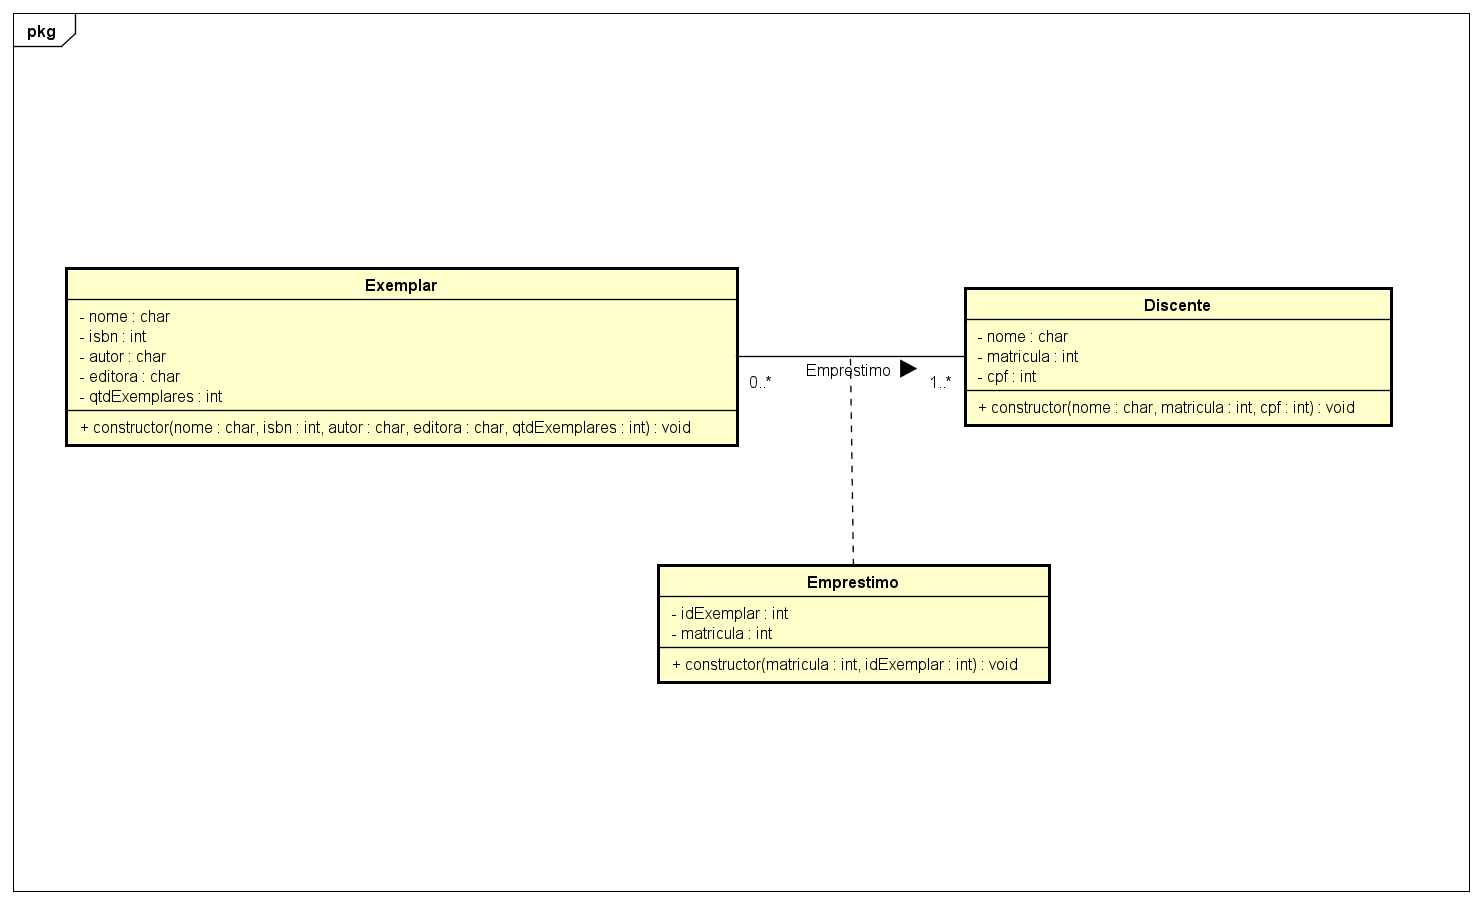 pkg
Exemplar
- nome : char
- isbn : int
- autor : char
- editora : char
- qtdExemplares : int
+ constructor(nome : char, isbn : int, autor : char, editora : char, qtdExemplares : int) : void
Emprestimo
0..*
1..*
Discente
- nome : char
- matricula : int
- cpf : int
+ constructor(nome : char, matricula : int, cpf : int) : void
Emprestimo
- idExemplar : int
- matricula : int
+ constructor(matricula : int, idExemplar : int) : void